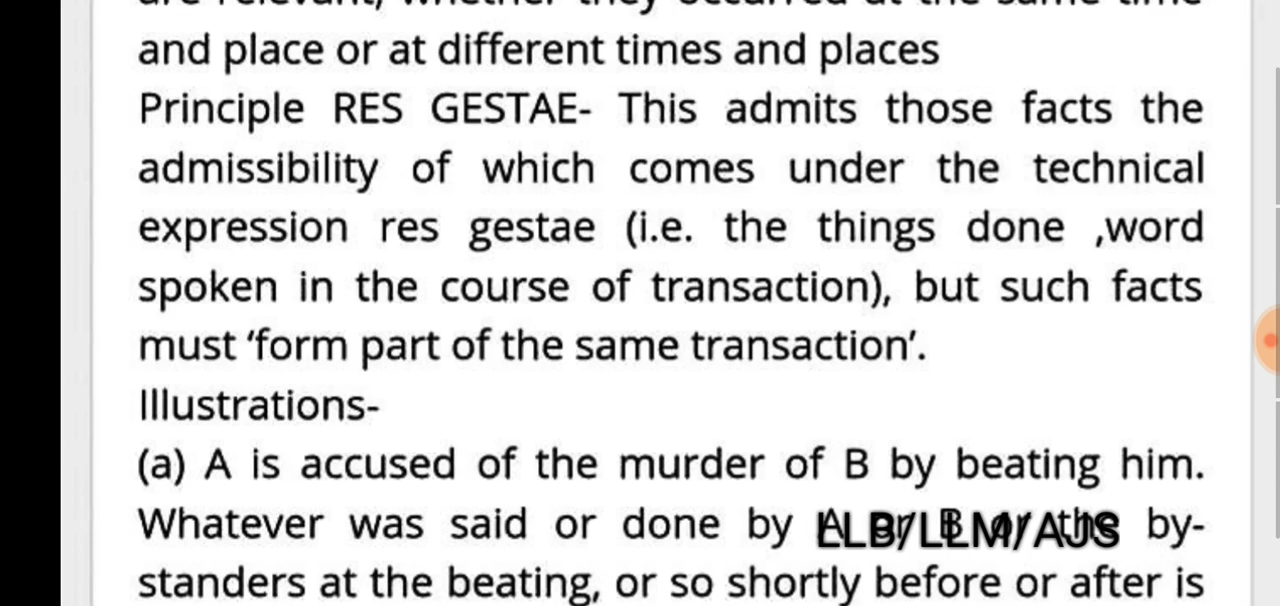 and place or at different times and places
Principle RES GESTAE- This admits those facts the
admissibility of which comes under the technical
expression res gestae (i.e. the things done ,word
spoken in the course of transaction), but such facts
must ‘form part of the same transaction’.
Illustrations-
(a) A is accused of the murder of B by beating him.
Whatever was said or done by A or B or the by-
LLB/LLM/AJS
standers at the beating, or so shortly before or after is